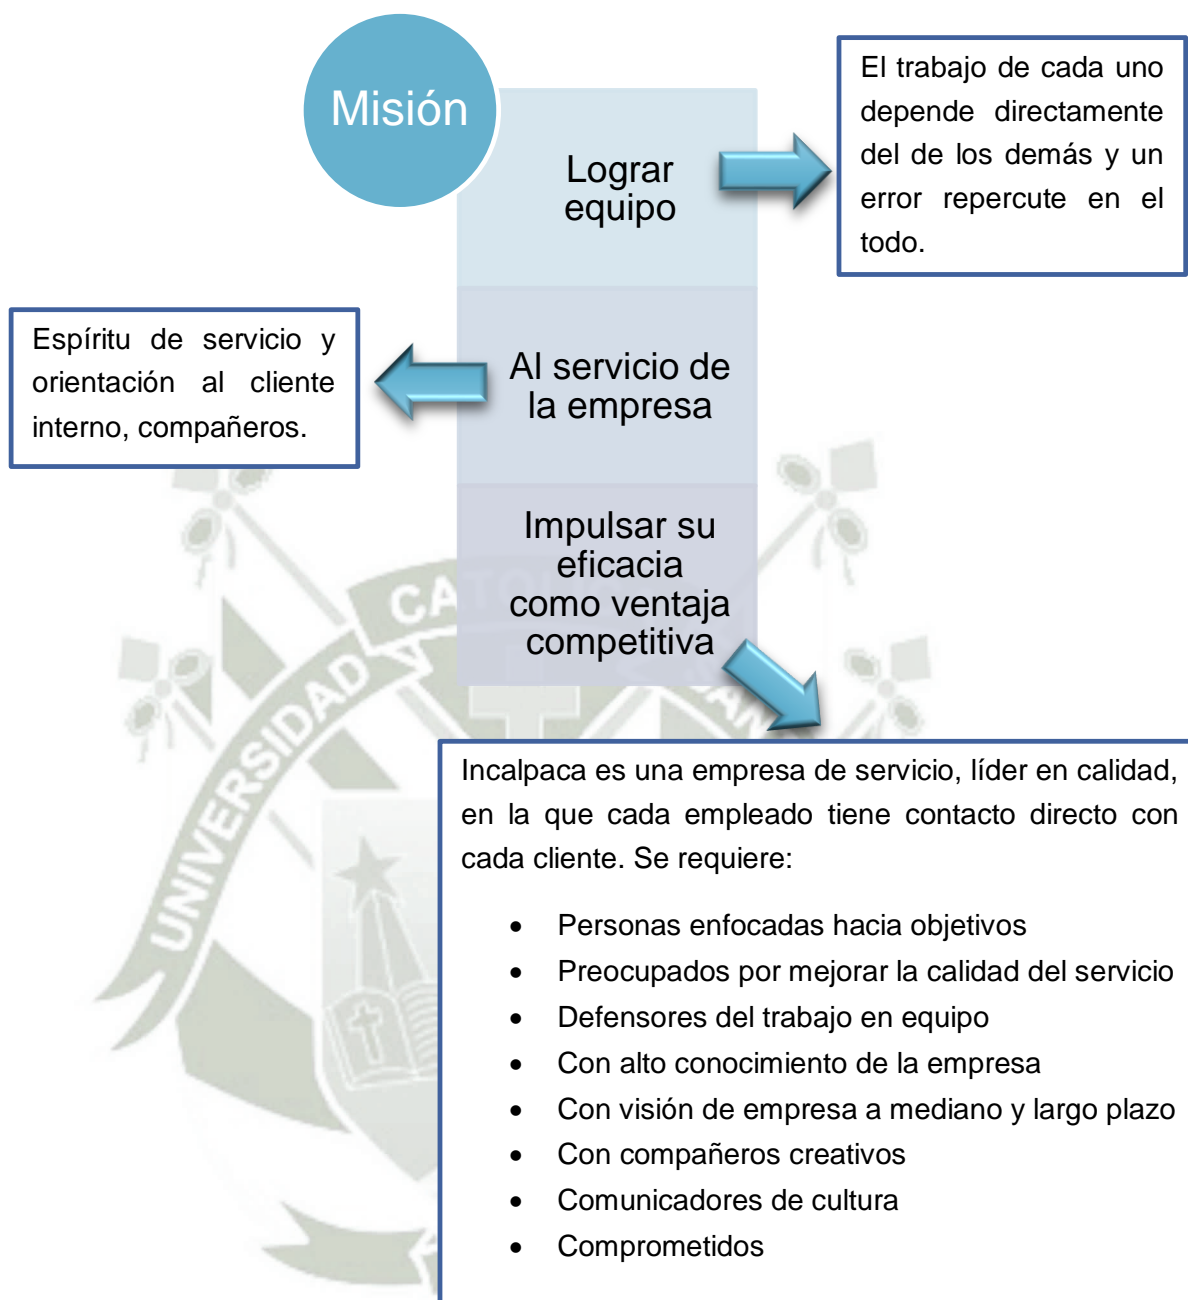 Misión
Lograr
equipo
El trabajo de cada uno
depende directamente
del de los demás y un
error repercute en el
todo.
Al servicio de
la empresa
Espíritu de servicio y
orientación al cliente
interno, compañeros.
Impulsar su
eficacia
como ventaja
competitiva
Incalpaca es una empresa de servicio, líder en calidad,
en la que cada empleado tiene contacto directo con
cada cliente. Se requiere:
• Personas enfocadas hacia objetivos
• Preocupados por mejorar la calidad del servicio
• Defensores del trabajo en equipo
• Con alto conocimiento de la empresa
• Con visión de empresa a mediano y largo plazo
• Con compañeros creativos
• Comunicadores de cultura
• Comprometidos
UNIVERSIDAD